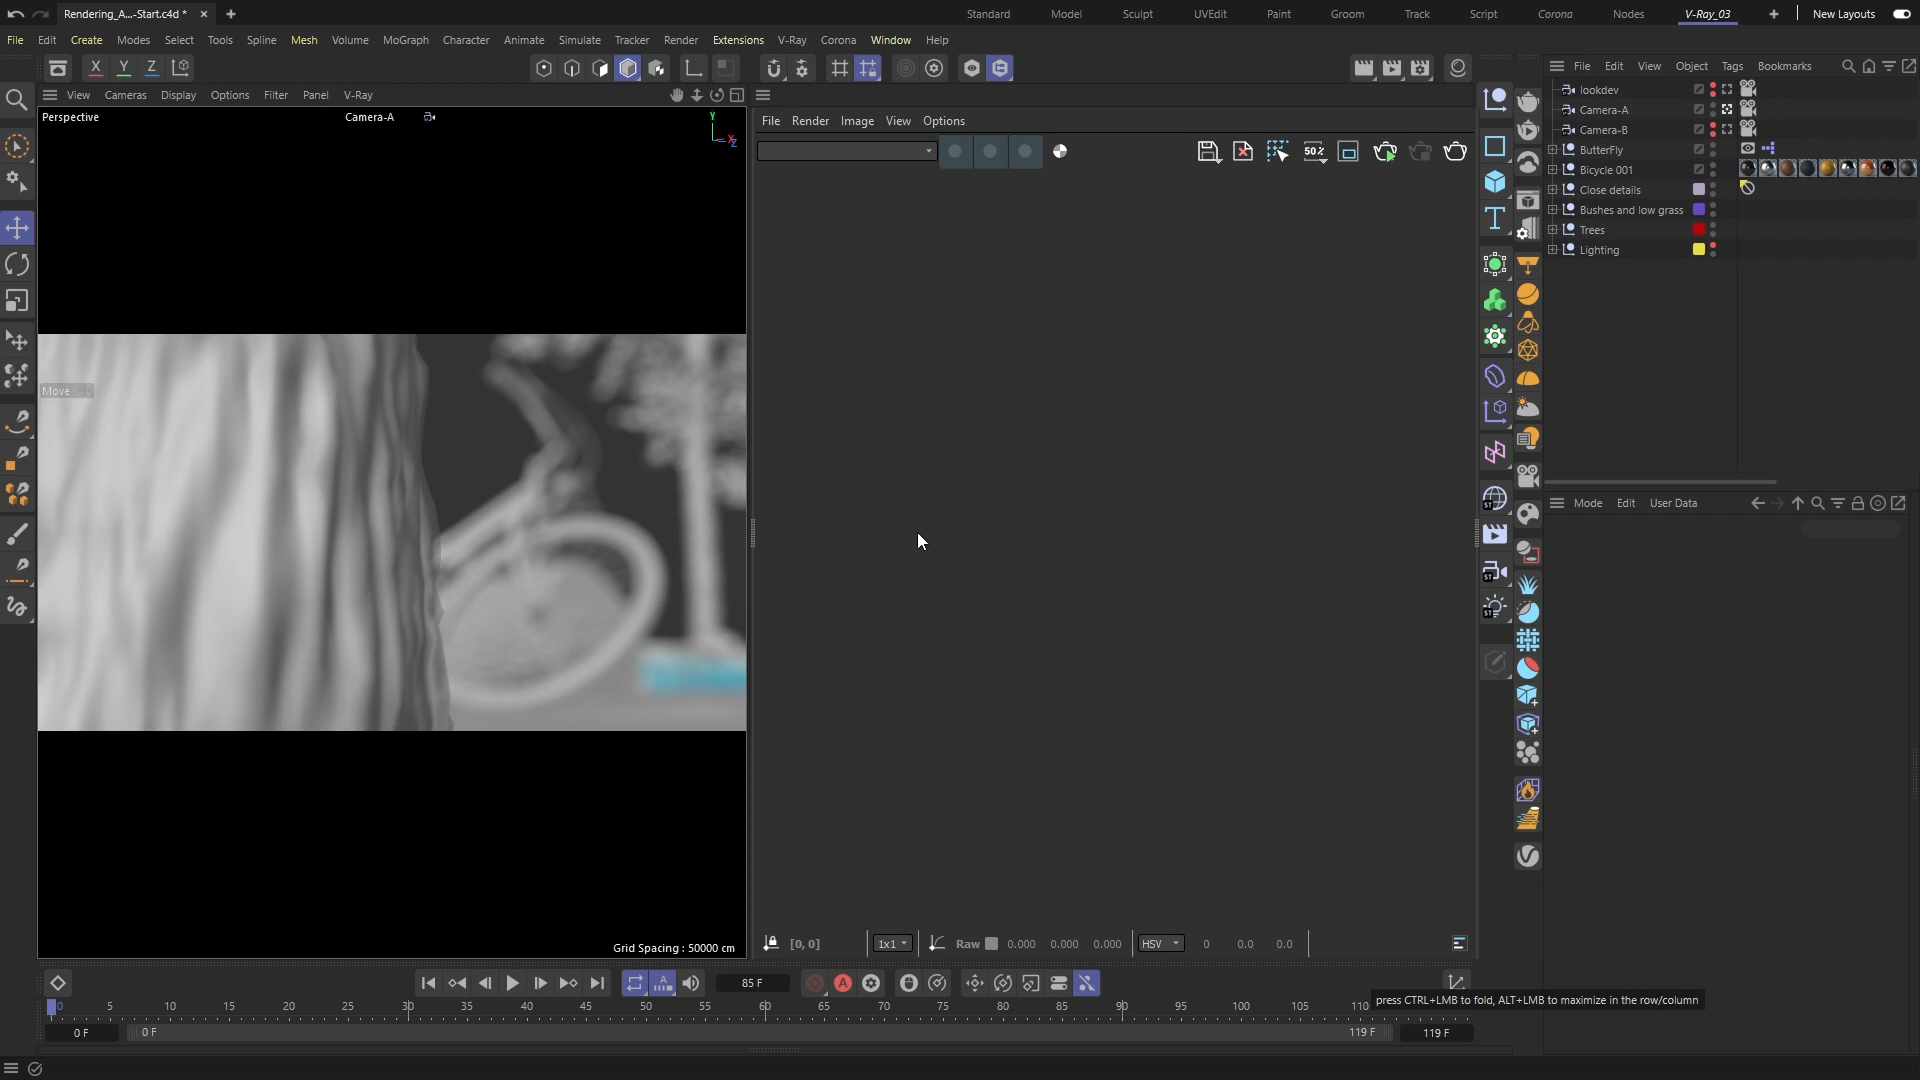 Rendering_A...-Start.c4d *
Standard Model Sculpt UVEdit Paint Groom Track Script Corona Nodes V-Ray_03 New Layouts
File Edit Create Modes Select Tools Spline Mesh Volume MoGraph Character Animate Simulate Tracker Render Extensions V-Ray Corona Window Help
X Y Z
View Cameras Display Options Filter Panel V-Ray
Perspective Camera-A
Y
X
Z
Move
Grid Spacing : 50000 cm
File Render Image View Options
50%
[0, 0] 1x1 Raw 0.000 0.000 0.000 HSV 0 0.0 0.0
ST
ST
ST
File Edit View Object Tags Bookmarks
lookdev
Camera-A
Camera-B
ButterFly
Bicycle 001
Close details
Bushes and low grass
Trees
Lighting
Mode Edit User Data
85 F
A
A
0 5 10 15 20 25 30 35 40 45 50 55 60 65 70 75 80 85 90 95 100 105 110
press CTRL+LMB to fold, ALT+LMB to maximize in the row/column
0 F 0 F 119 F 119 F